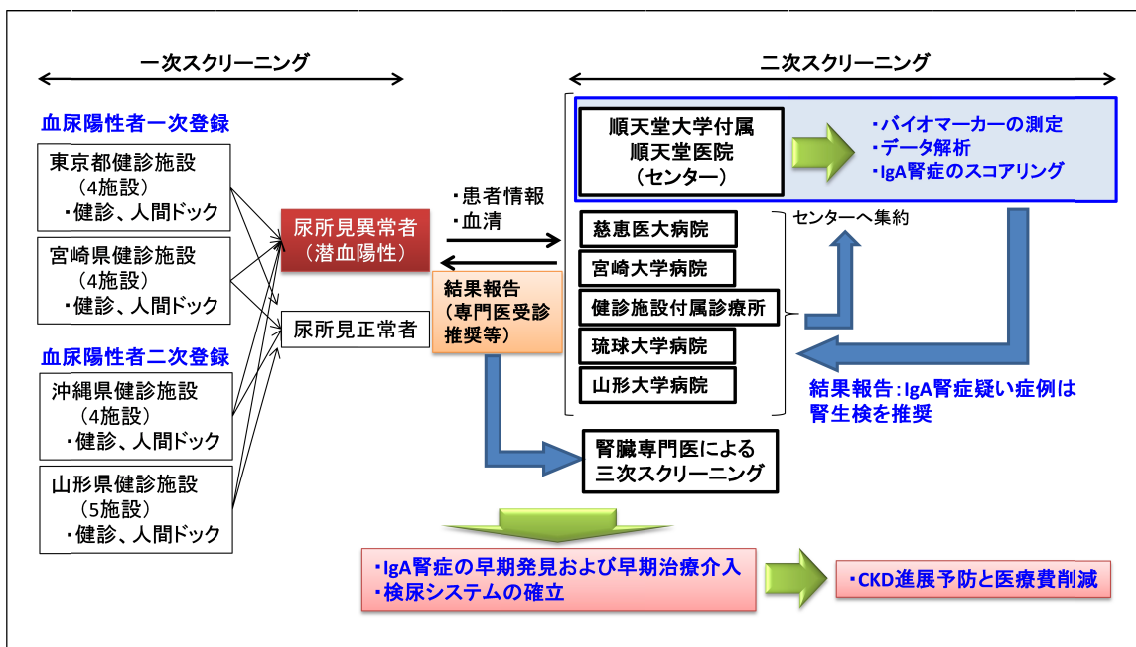 一次スクリーニング
二次スクリーニング
血尿陽性者一次登録
東京都健診施設
（4施設）
・健診、人間ドック
宮崎県健診施設
（4施設）
・健診、人間ドック
血尿陽性者二次登録
沖縄県健診施設
（4施設）
・健診、人間ドック
山形県健診施設
（5施設）
・健診、人間ドック
尿所見異常者
（潜血陽性）
尿所見正常者
・患者情報
・血清
結果報告
（専門医受診
推奨等）
順天堂大学付属
順天堂医院
（センター）
・バイオマーカーの測定
・データ解析
・IgA腎症のスコアリング
慈恵医大病院
宮崎大学病院
健診施設付属診療所
琉球大学病院
山形大学病院
センターへ集約
結果報告：IgA腎症疑い症例は
腎生検を推奨
腎臓専門医による
三次スクリーニング
・IgA腎症の早期発見および早期治療介入
・検尿システムの確立
・CKD進展予防と医療費削減